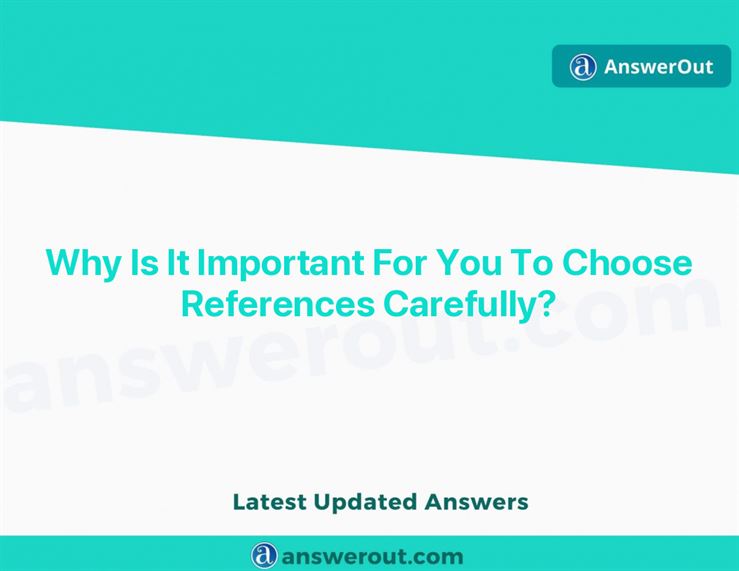 AnswerOut
Why Is It Important For You To Choose
References Carefully?
answerout.com
Latest Updated Answers
answerout.com